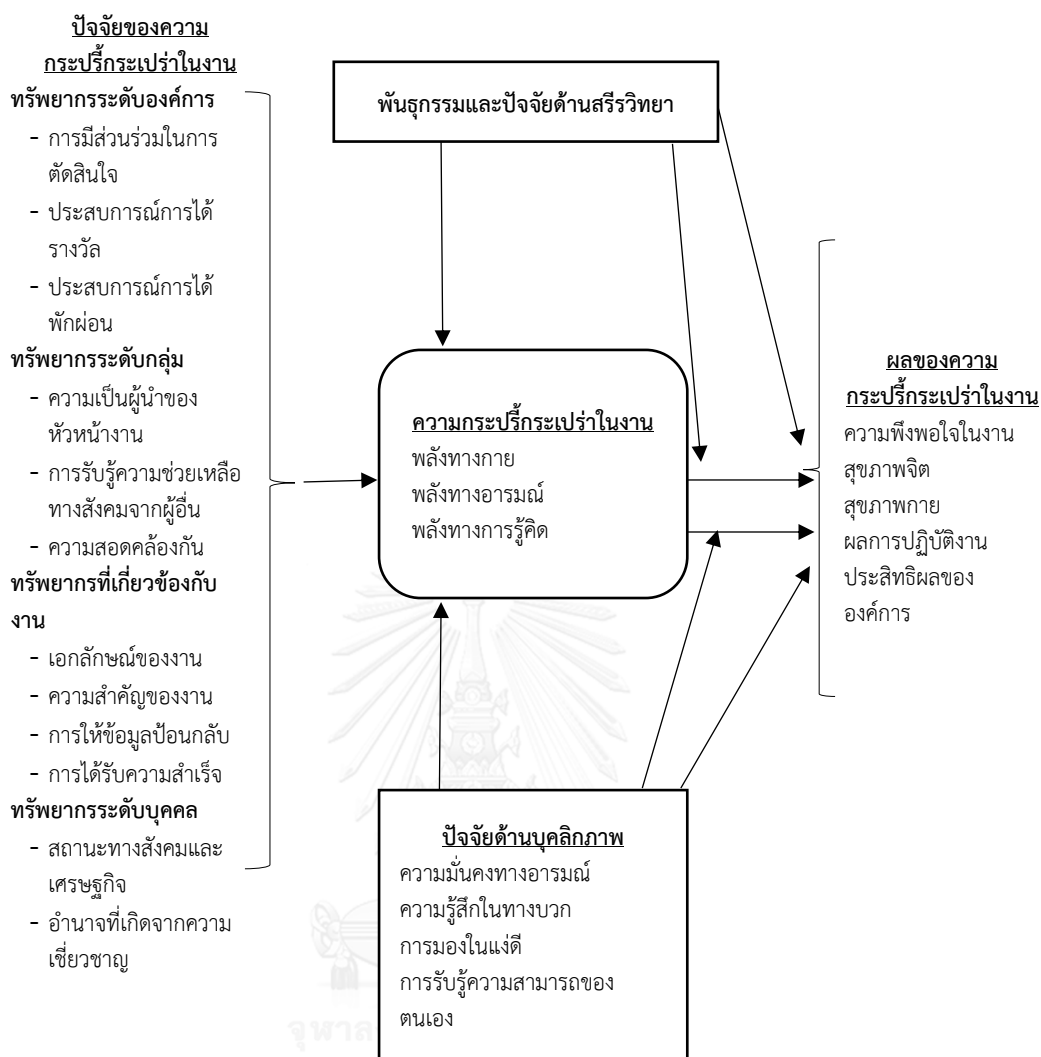 ปัจจัยของความ
กระปรี้กระเปร่าในงาน
ทรัพยากรระดับองค์การ
- การมีส่วนร่วมในการ
ตัดสินใจ
- ประสบการณ์การได้
รางวัล
- ประสบการณ์การได้
พักผ่อน
ทรัพยากรระดับกลุ่ม
- ความเป็นผู้นำของ
หัวหน้างาน
- การรับรู้ความช่วยเหลือ
ทางสังคมจากผู้อื่น
- ความสอดคล้องกัน
ทรัพยากรที่เกี่ยวข้องกับ
งาน
- เอกลักษณ์ของงาน
- ความสำคัญของงาน
- การให้ข้อมูลป้อนกลับ
- การได้รับความสำเร็จ
ทรัพยากรระดับบุคคล
- สถานะทางสังคมและ
เศรษฐกิจ
- อำนาจที่เกิดจากความ
เชี่ยวชาญ
พันธุกรรมและปัจจัยด้านสรีรวิทยา
ความกระปรี้กระเปร่าในงาน
พลังทางกาย
พลังทางอารมณ์
พลังทางการรู้คิด
ปัจจัยด้านบุคลิกภาพ
ความมั่นคงทางอารมณ์
ความรู้สึกในทางบวก
การมองในแง่ดี
การรับรู้ความสามารถของ
ตนเอง
ผลของความ
กระปรี้กระเปร่าในงาน
ความพึงพอใจในงาน
สุขภาพจิต
สุขภาพกาย
ผลการปฏิบัติงาน
ประสิทธิผลของ
องค์การ